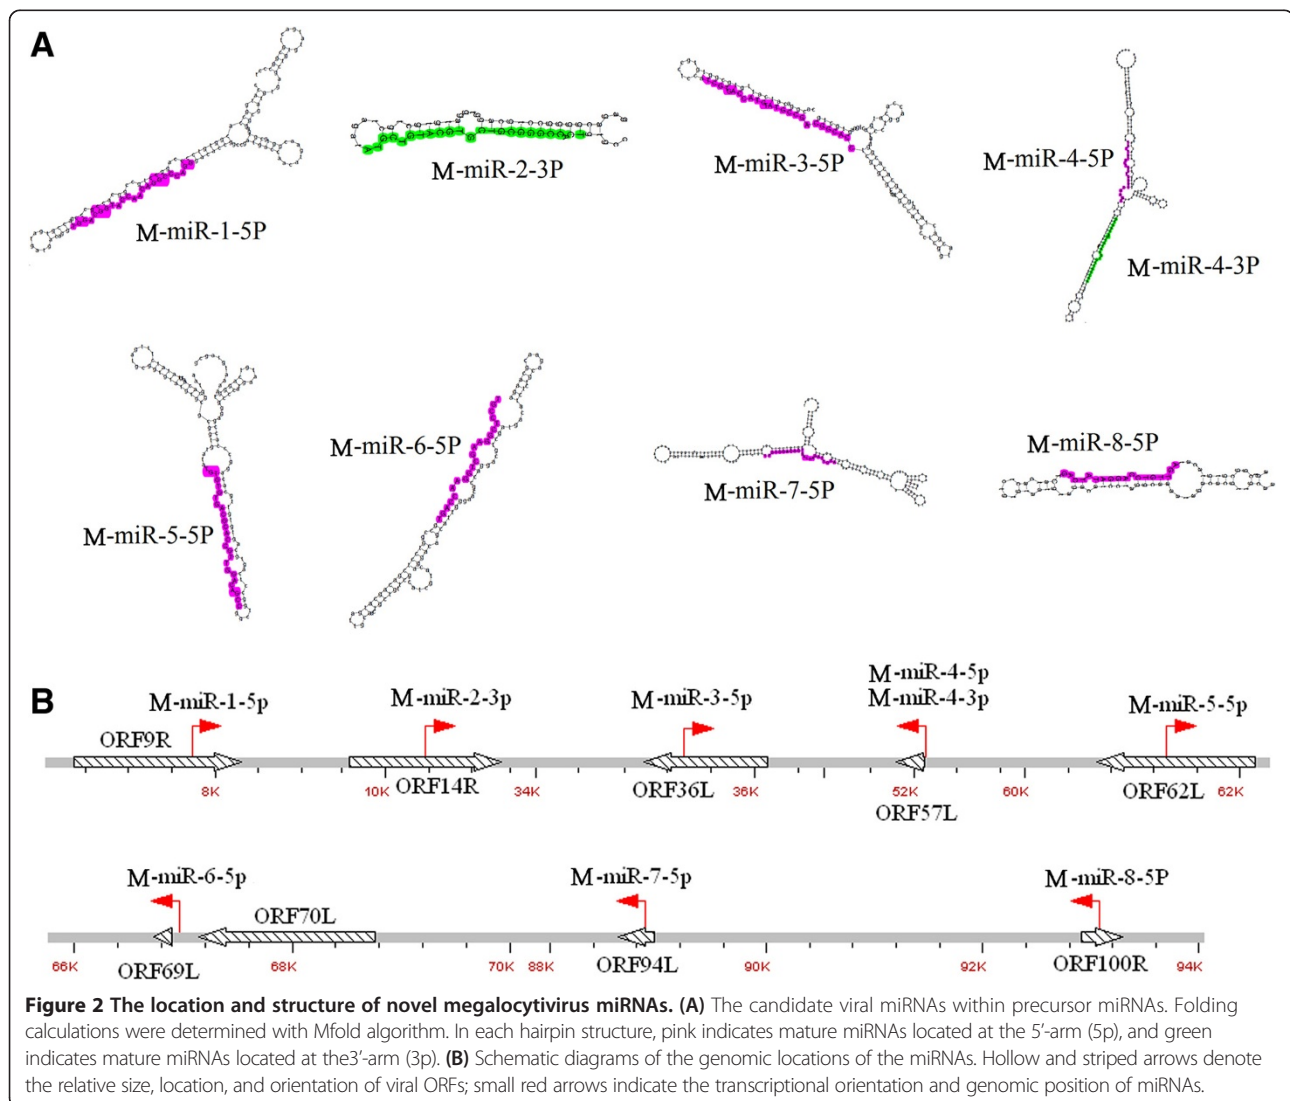 A
M-miR-1-5P
M-miR-2-3P
M-miR-3-5P
M-miR-4-5P
M-miR-4-3P
M-miR-5-5P
M-miR-6-5P
M-miR-7-5P
M-miR-8-5P
B
M-miR-1-5p
M-miR-2-3p
M-miR-3-5p
M-miR-4-5p
M-miR-4-3p
M-miR-5-5p
ORF9R
8K
10K
ORF14R
34K
ORF36L
36K
52K
ORF57L
60K
ORF62L
62K
M-miR-6-5p
M-miR-7-5p
M-miR-8-5P
ORF70L
66K
ORF69L
68K
70K
88K
ORF94L
90K
92K
ORF100R
94K
Figure 2 The location and structure of novel megalocytivirus miRNAs. (A) The candidate viral miRNAs within precursor miRNAs. Folding
calculations were determined with Mfold algorithm. In each hairpin structure, pink indicates mature miRNAs located at the 5′-arm (5p), and green
indicates mature miRNAs located at the3′-arm (3p). (B) Schematic diagrams of the genomic locations of the miRNAs. Hollow and striped arrows denote
the relative size, location, and orientation of viral ORFs; small red arrows indicate the transcriptional orientation and genomic position of miRNAs.